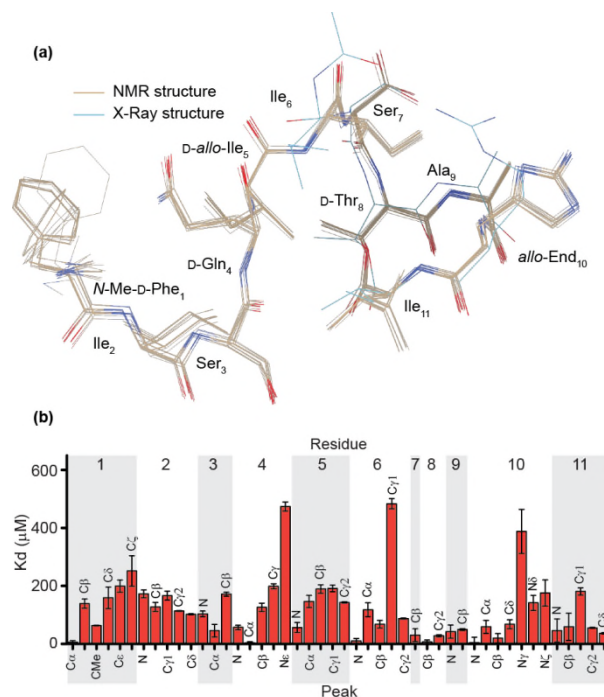 (a)
NMR structure
X-Ray structure
Ile6
Ser7
D-allo-Ile5
Ala9
D-Thr8
D-Gln4
allo-End10
N-Me-D-Phe1
Ile11
Ile2
Ser3
(b)
Residue
1 2 3 4 5 6 7 8 9 10 11
Kd (μM)
600
400
200
0
Cβ Cδ Cζ Cβ Cγ2 N Cβ Cα Cγ N Cβ Cγ2 Cα Cγ1 Cβ Cγ2 N Cα Cδ Nδ N Cγ1 Cδ
Cα CMe Cε N Cγ1 Cδ Cα N Cβ Nε Cα Cγ1 N Cβ Cγ2 Cβ Cβ N Cβ Nγ Nζ Cβ Cγ2
Peak